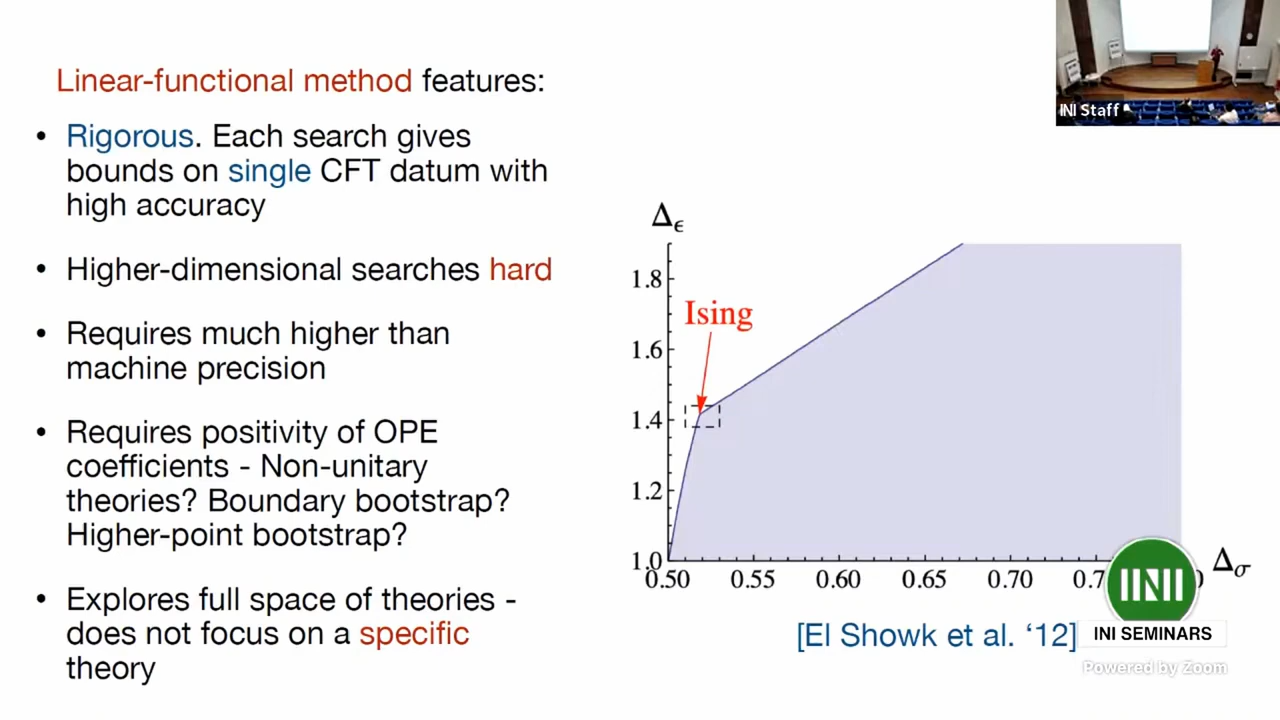 Linear-functional method features:
• Rigorous. Each search gives
bounds on single CFT datum with
high accuracy
• Higher-dimensional searches hard
• Requires much higher than
machine precision
• Requires positivity of OPE
coefficients - Non-unitary
theories? Boundary bootstrap?
Higher-point bootstrap?
• Explores full space of theories -
does not focus on a specific
theory
INI Staff
Δϵ
1.8
Ising
1.6
1.4
1.2
1.0
0.50 0.55 0.60 0.65 0.70
Δσ
[El Showk et al. ‘12]
INI
INI SEMINARS
Powered by Zoom